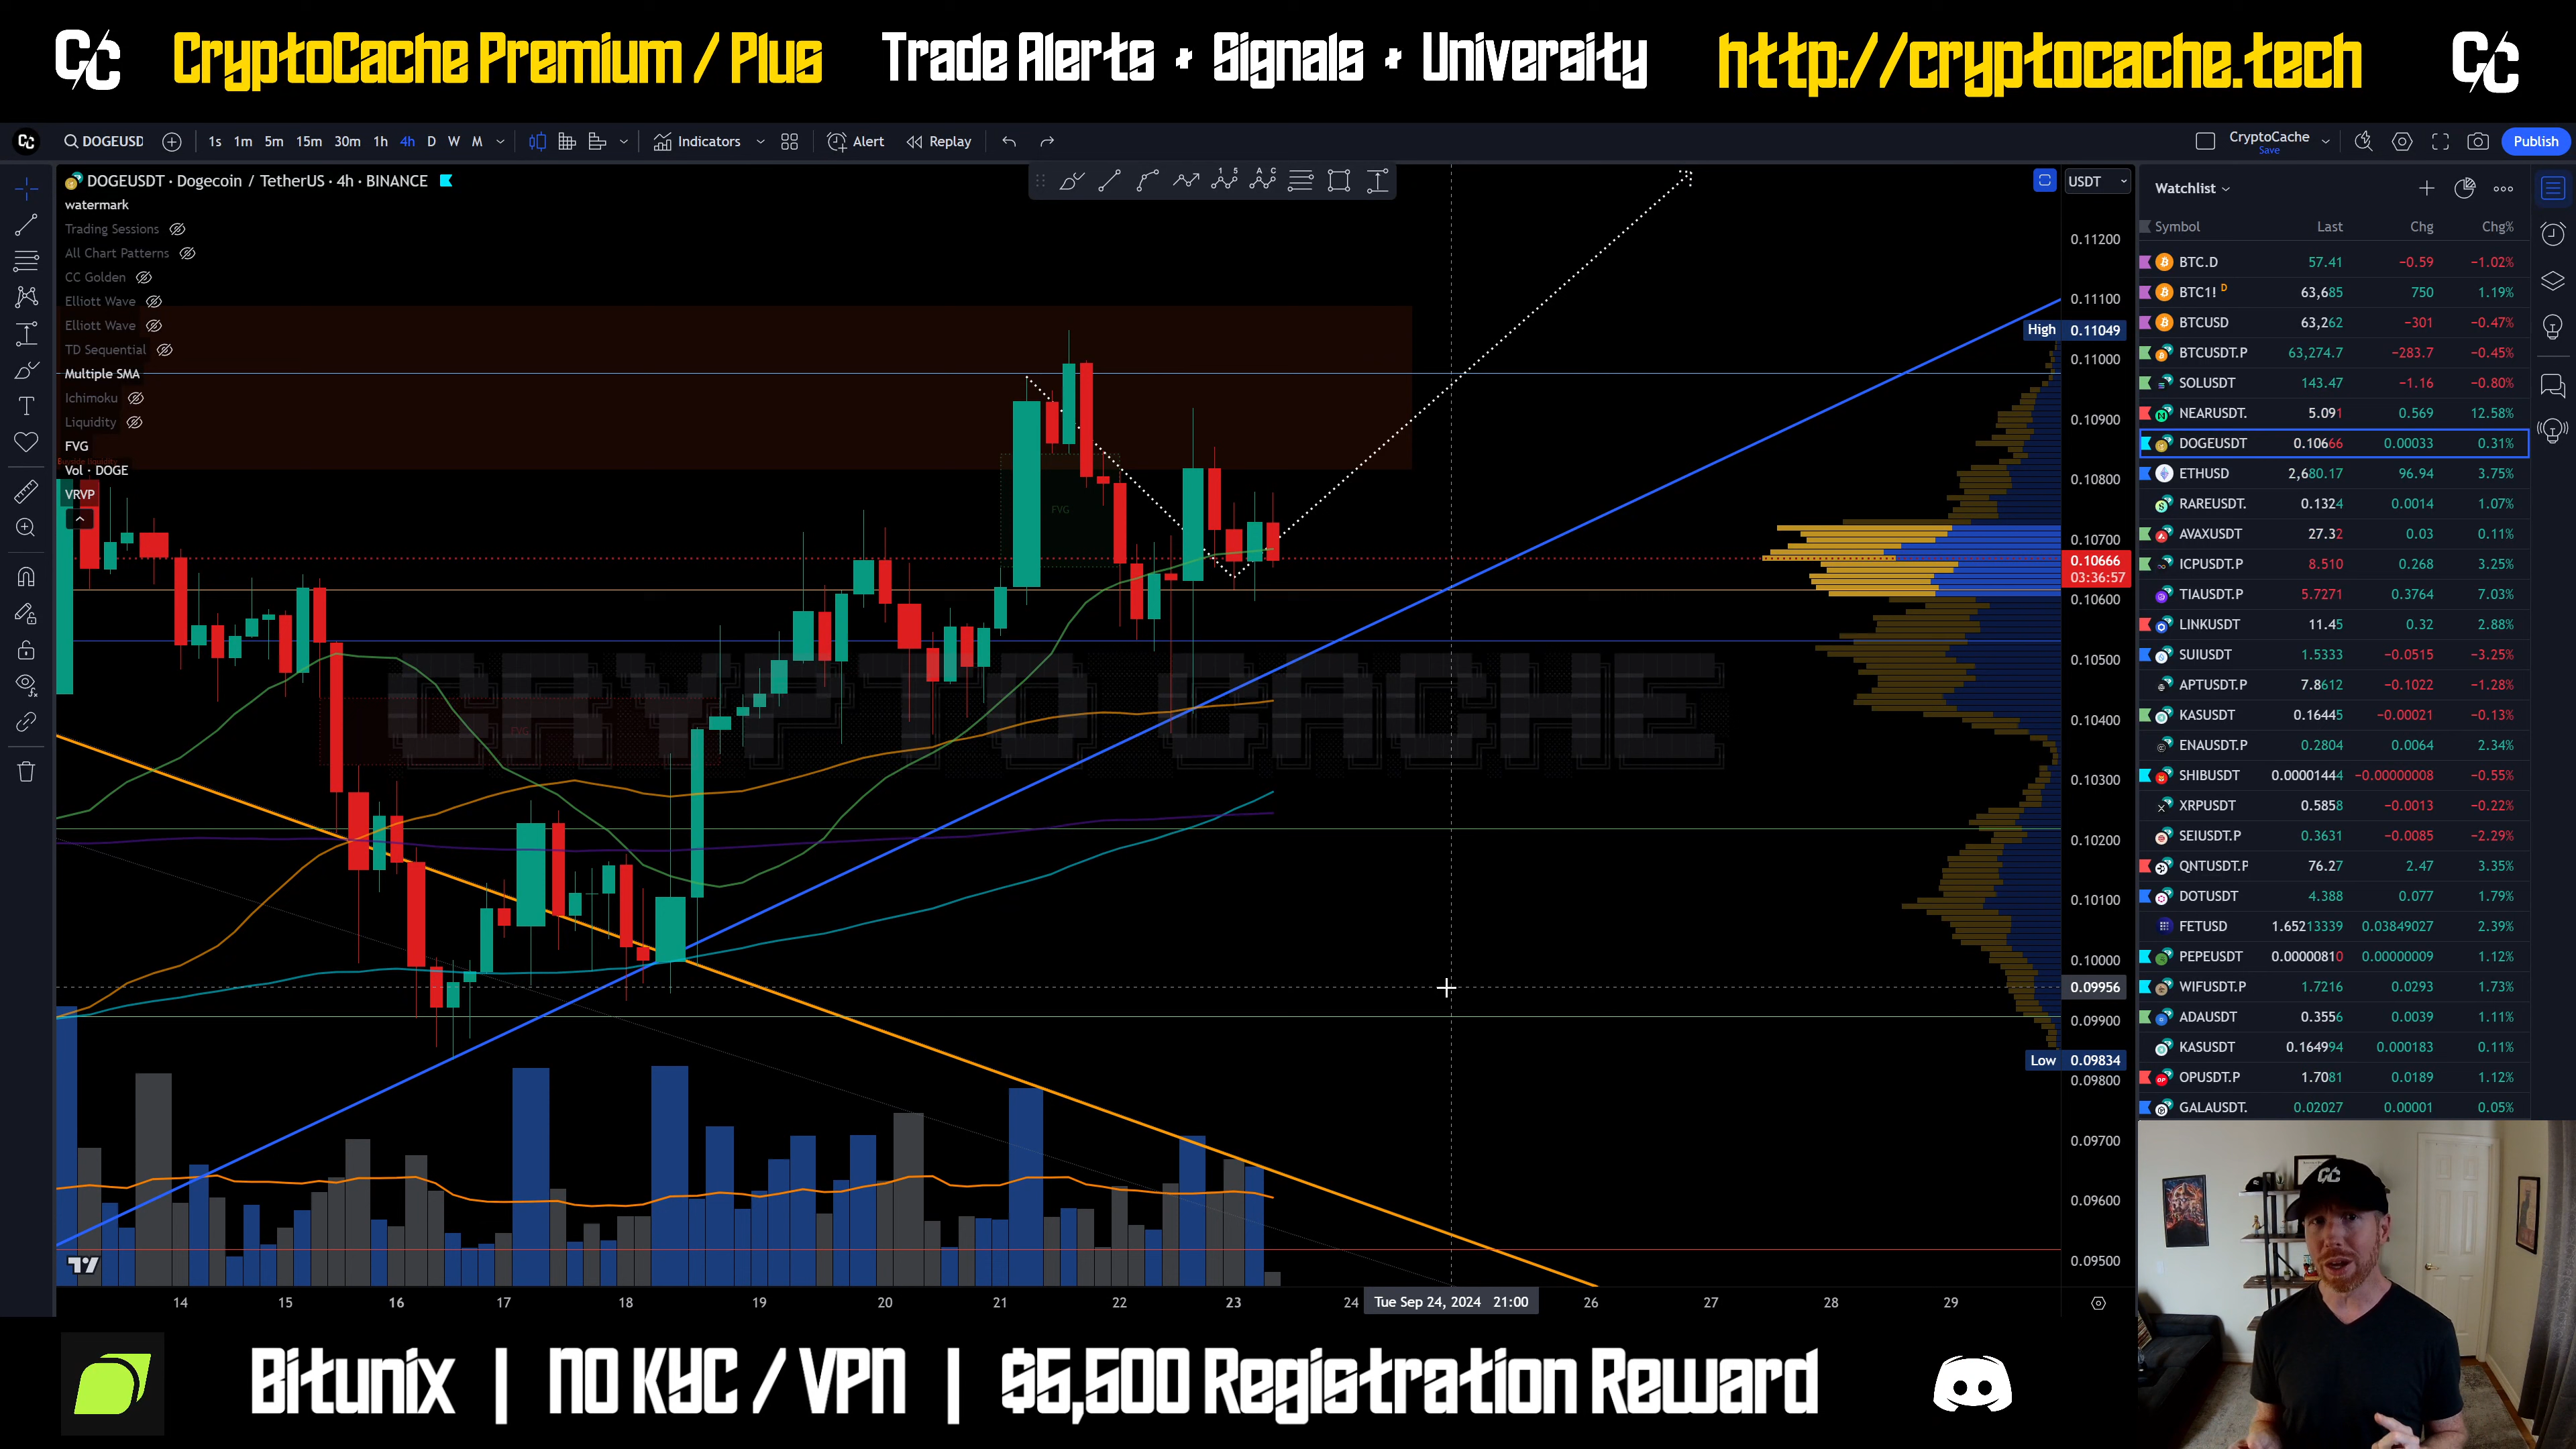 CC CryptoCache Premium / Plus Trade Alerts + Signals + University http://cryptocache.tech CC
CC DOGEUSD 1s 1m 5m 15m 30m 1h 4h D W M Indicators Alert Replay CryptoCache Save Publish
DOGEUSDT · Dogecoin / TetherUS · 4h · BINANCE
USDT
watermark
Trading Sessions
All Chart Patterns
CC Golden
Elliott Wave
Elliott Wave
TD Sequential
Multiple SMA
Ichimoku
Liquidity
FVG
Vol · DOGE
VRVP
FVG
FVG
CRYPTO CACHE
0.11200
0.11100
High 0.11049
0.11000
0.10900
0.10800
0.10700
0.10666
03:36:57
0.10600
0.10500
0.10400
0.10300
0.10200
0.10100
0.10000
0.09956
0.09900
Low 0.09834
0.09800
0.09700
0.09600
0.09500
14 15 16 17 18 19 20 21 22 23 24 Tue Sep 24, 2024 21:00 26 27 28 29
Watchlist
Symbol Last Chg Chg%
BTC.D 57.41 −0.59 −1.02%
BTC1! D 63,685 750 1.19%
BTCUSD 63,262 −301 −0.47%
BTCUSDT.P 63,274.7 −283.7 −0.45%
SOLUSDT 143.47 −1.16 −0.80%
NEARUSDT. 5.091 0.569 12.58%
DOGEUSDT 0.10666 0.00033 0.31%
ETHUSD 2,680.17 96.94 3.75%
RAREUSDT. 0.1324 0.0014 1.07%
AVAXUSDT 27.32 0.03 0.11%
ICPUSDT.P 8.510 0.268 3.25%
TIAUSDT.P 5.7271 0.3764 7.03%
LINKUSDT 11.45 0.32 2.88%
SUIUSDT 1.5333 −0.0515 −3.25%
APTUSDT.P 7.8612 −0.1022 −1.28%
KASUSDT 0.16445 −0.00021 −0.13%
ENAUSDT.P 0.2804 0.0064 2.34%
SHIBUSDT 0.00001444 −0.00000008 −0.55%
XRPUSDT 0.5858 −0.0013 −0.22%
SEIUSDT.P 0.3631 −0.0085 −2.29%
QNTUSDT.P 76.27 2.47 3.35%
DOTUSDT 4.388 0.077 1.79%
FETUSD 1.65213339 0.03849027 2.39%
PEPEUSDT 0.00000810 0.00000009 1.12%
WIFUSDT.P 1.7216 0.0293 1.73%
ADAUSDT 0.3556 0.0039 1.11%
KASUSDT 0.164994 0.000183 0.11%
OPUSDT.P 1.7081 0.0189 1.12%
GALAUSDT. 0.02027 0.00001 0.05%
CC
Bitunix | NO KYC / VPN | $5,500 Registration Reward